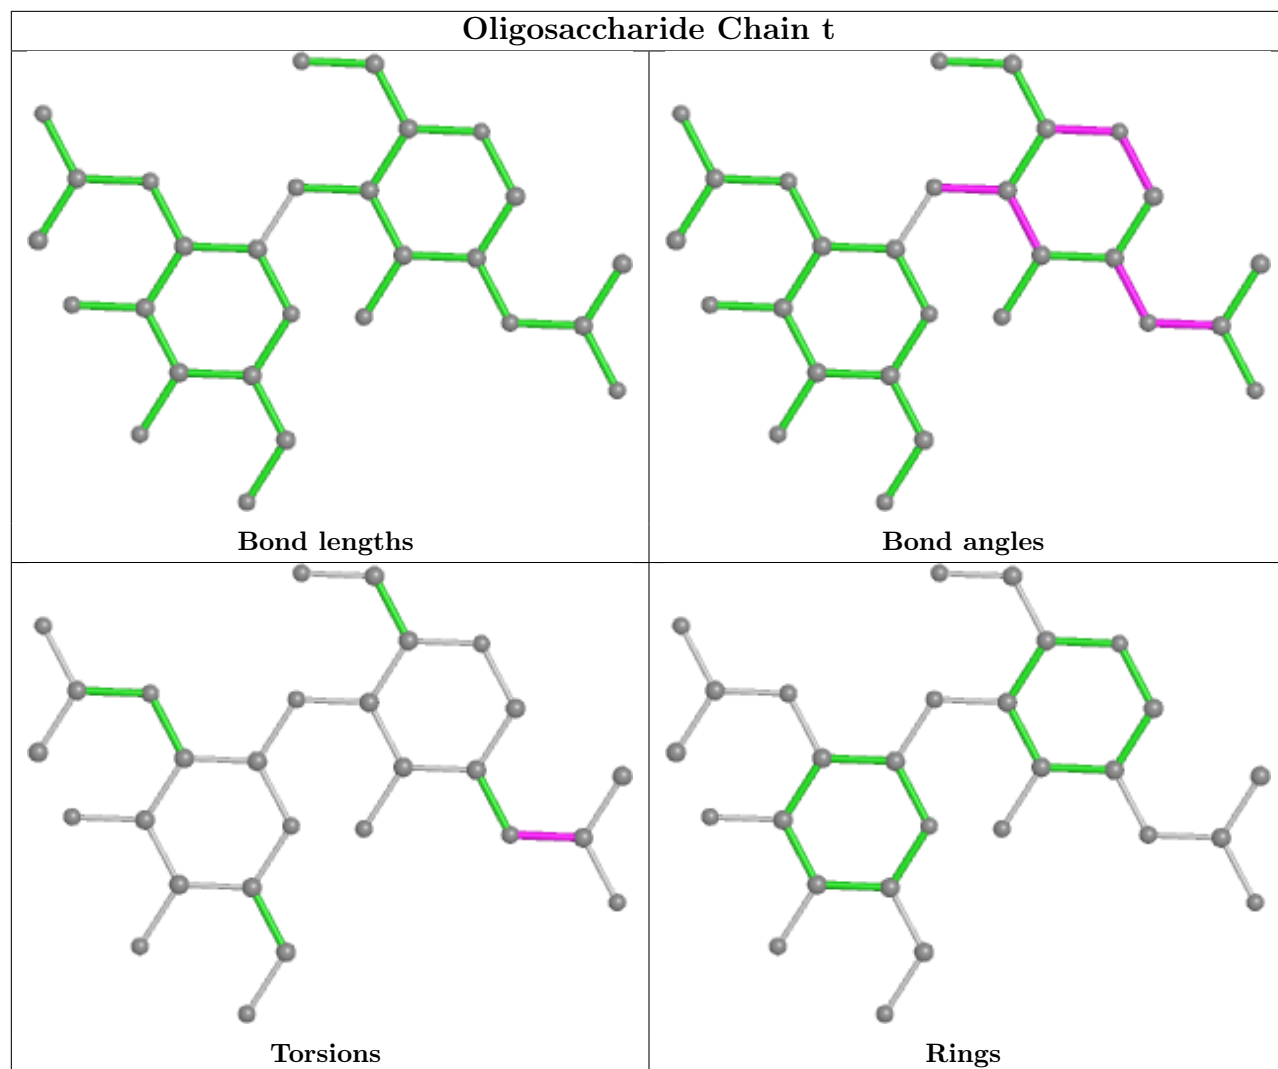 Oligosaccharide Chain t
Bond lengths
Bond angles
Torsions
Rings